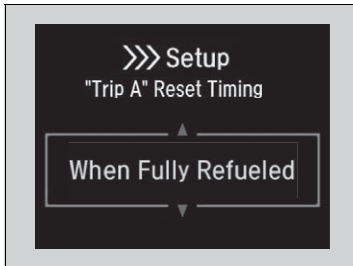 >>> Setup
"Trip A" Reset Timing
When Fully Refueled